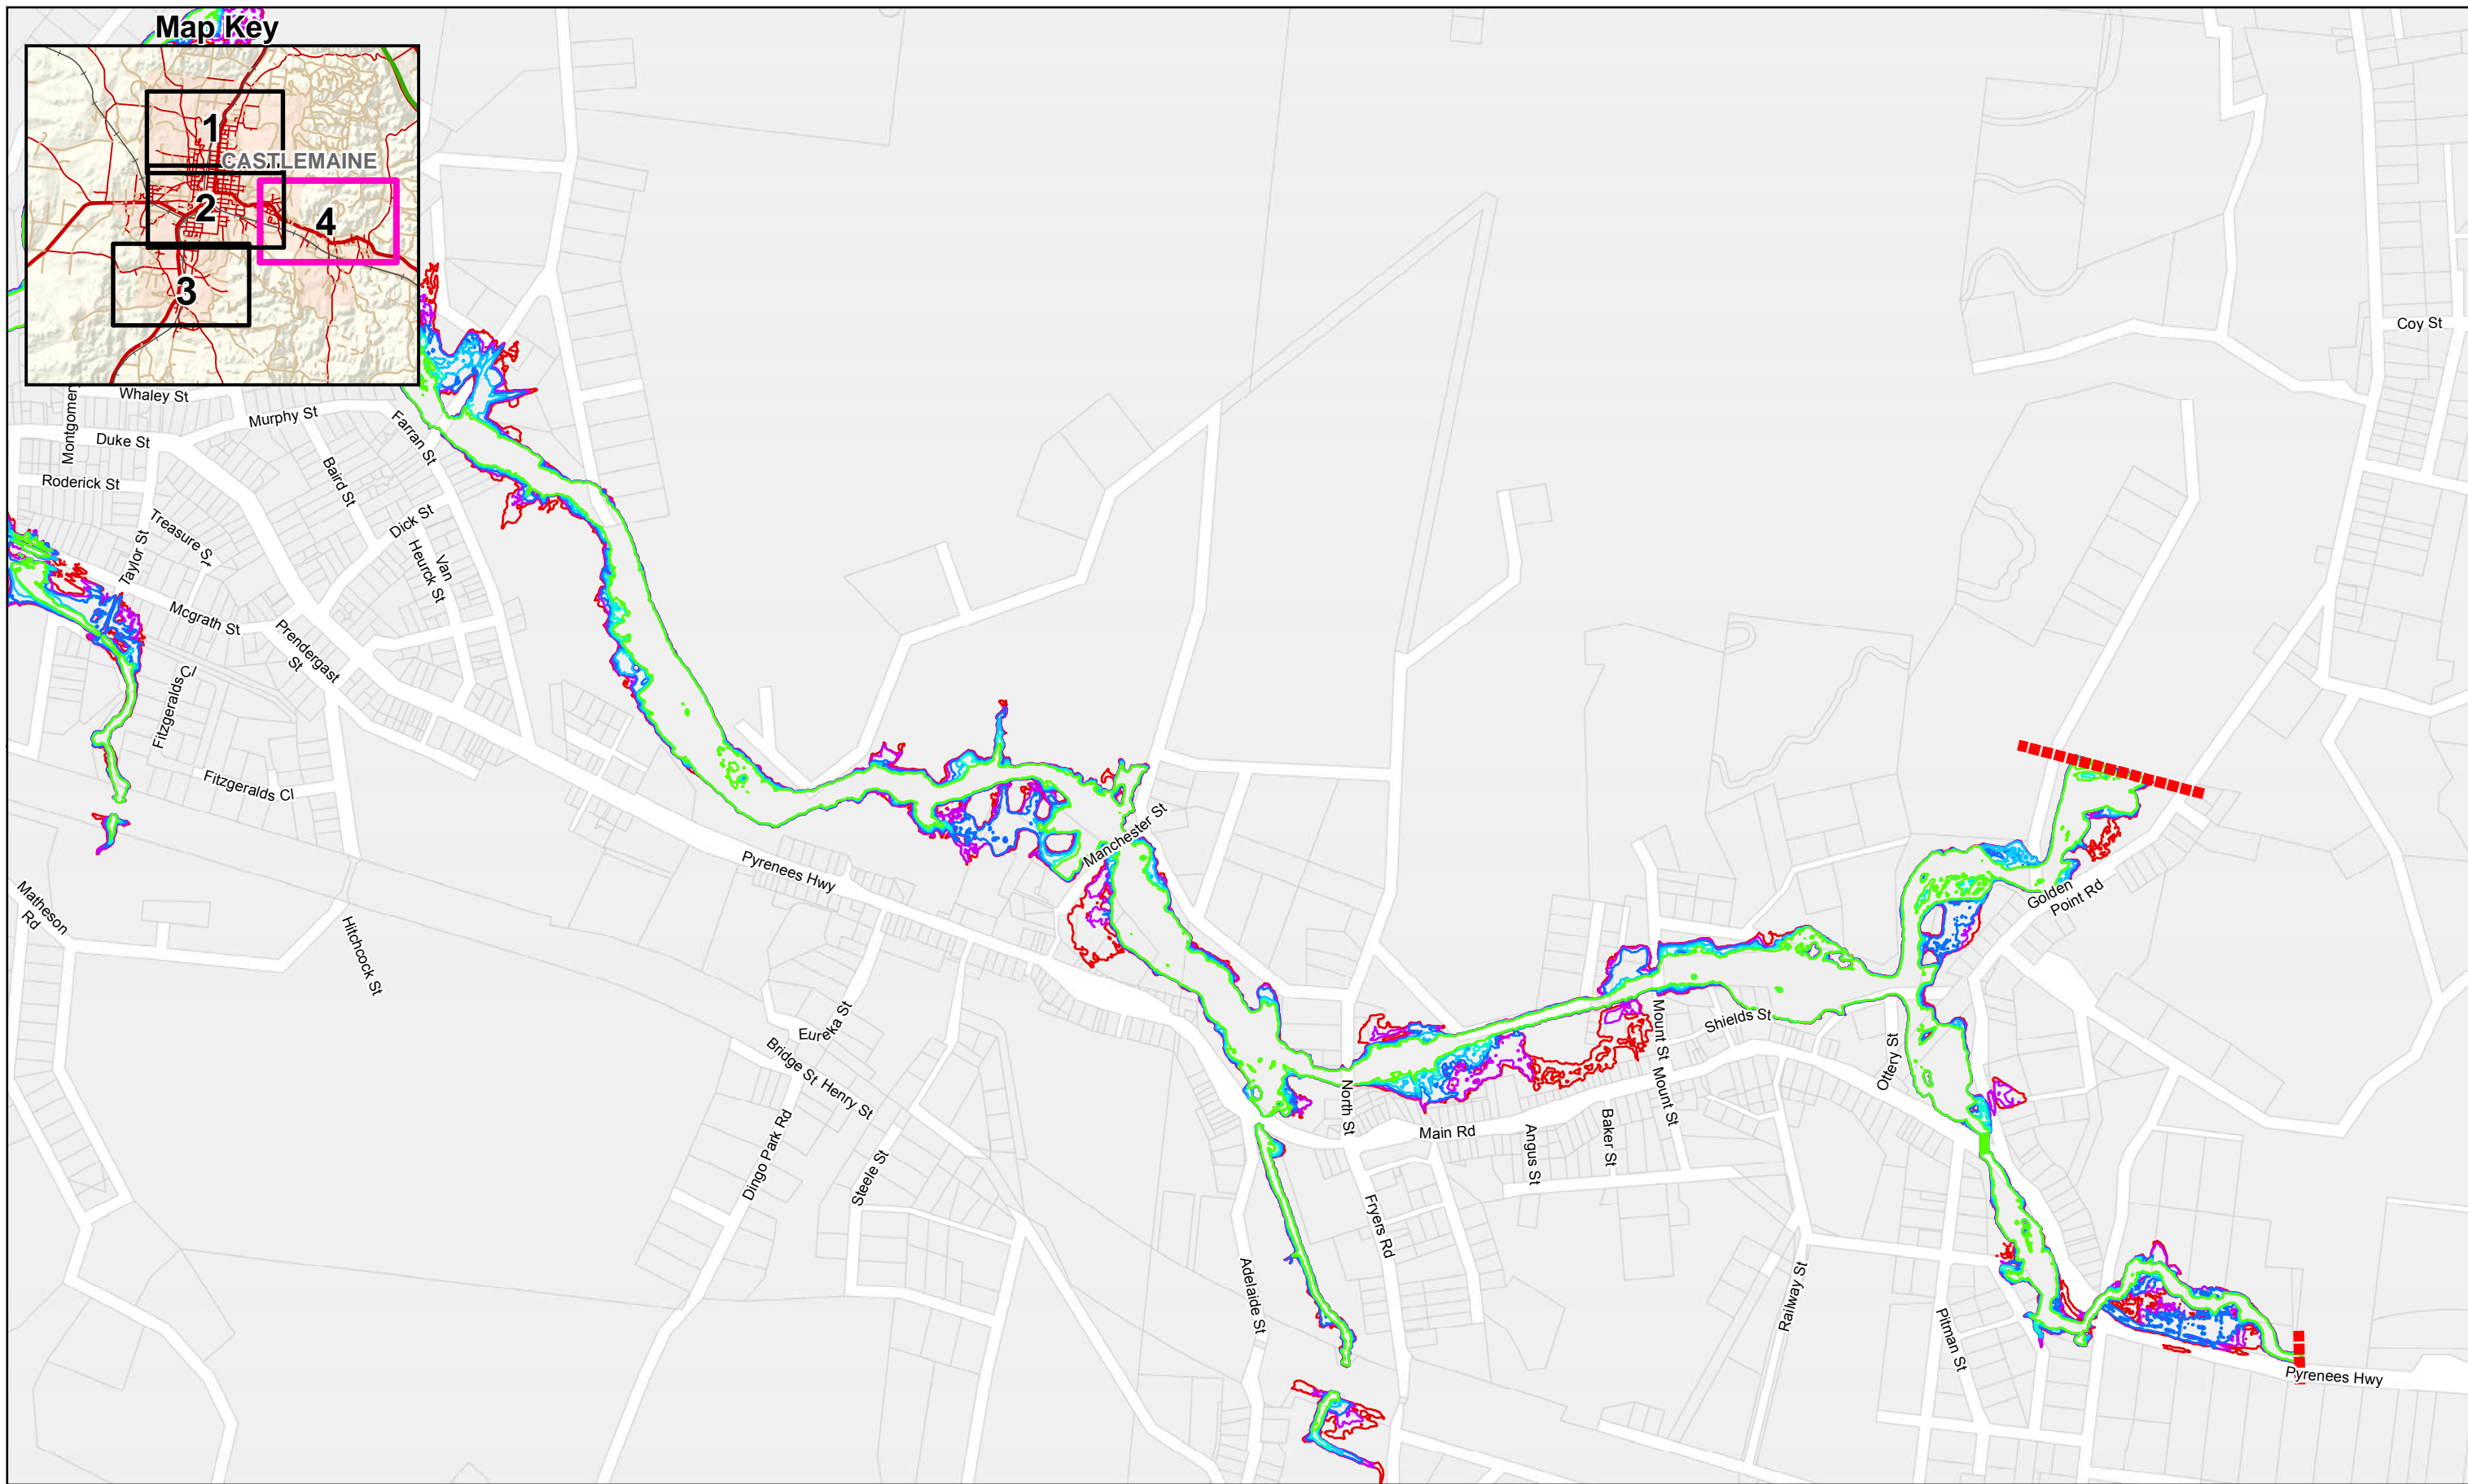 Map Key
1
CASTLEMAINE
2
4
3
Coy St
Whaley St
Murphy St
Montgomer
Duke St
Farran St
Roderick St
Baird St
Dick St
Treasure St
Taylor St
Van
Heurck St
Mcgrath St
Prendergast
St
Fitzgeralds Cl
Fitzgeralds Cl
Manchester St
Pyrenees Hwy
Golden
Point Rd
Matheson
Rd
Hitchcock St
Eureka St
Bridge St
Henry St
Mount St
Shields St
Ottery St
North St
Mount St
Main Rd
Angus St
Baker St
Dingo Park Rd
Steele St
Fryers Rd
Adelaide St
Railway St
Pitman St
Pyrenees Hwy